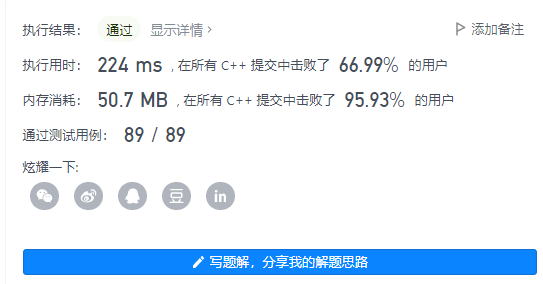 执行结果： 通过 显示详情 > 添加备注
执行用时： 224 ms , 在所有 C++ 提交中击败了 66.99% 的用户
内存消耗： 50.7 MB , 在所有 C++ 提交中击败了 95.93% 的用户
通过测试用例： 89 / 89
炫耀一下:
豆 in
写题解，分享我的解题思路